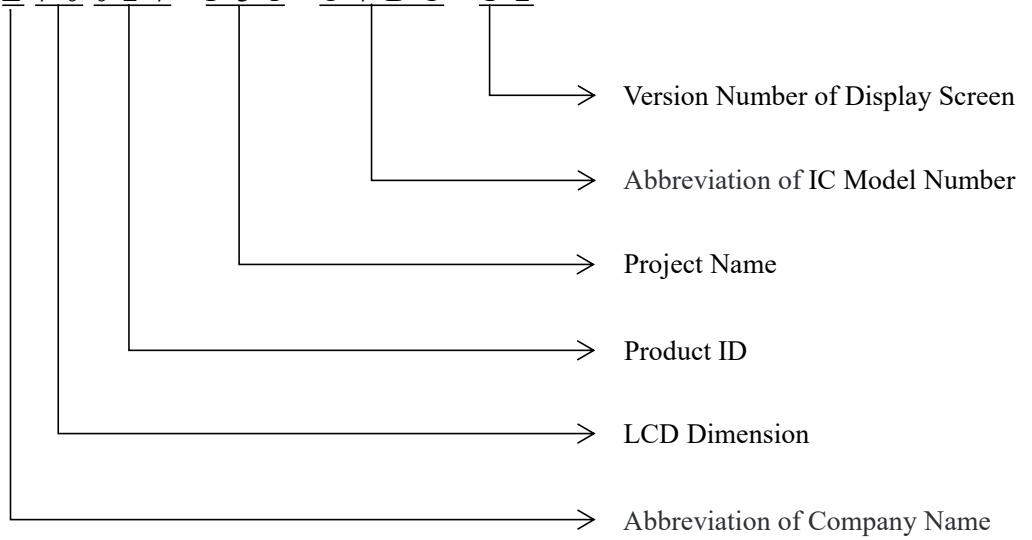 Version Number of Display Screen
Abbreviation of IC Model Number
Project Name
Product ID
LCD Dimension
Abbreviation of Company Name